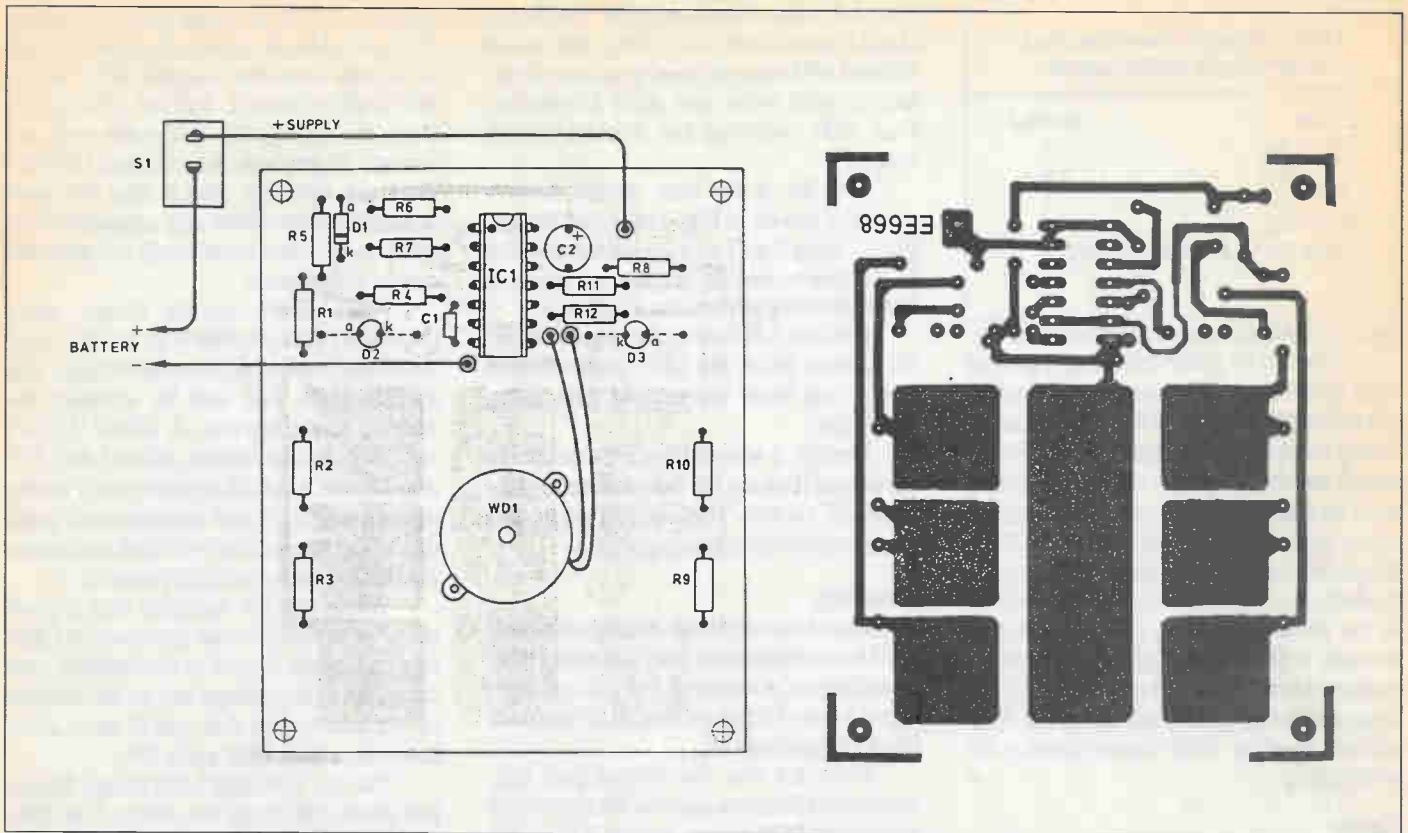 + SUPPLY
S1
a
R6
D1
R5
+
C2
R7
k
IC1
R8
R11
R4
R1
C1
R12
+
a
k
k
a
BATTERY
D2
D3
-
R2
R10
WD1
R3
R9
EE668